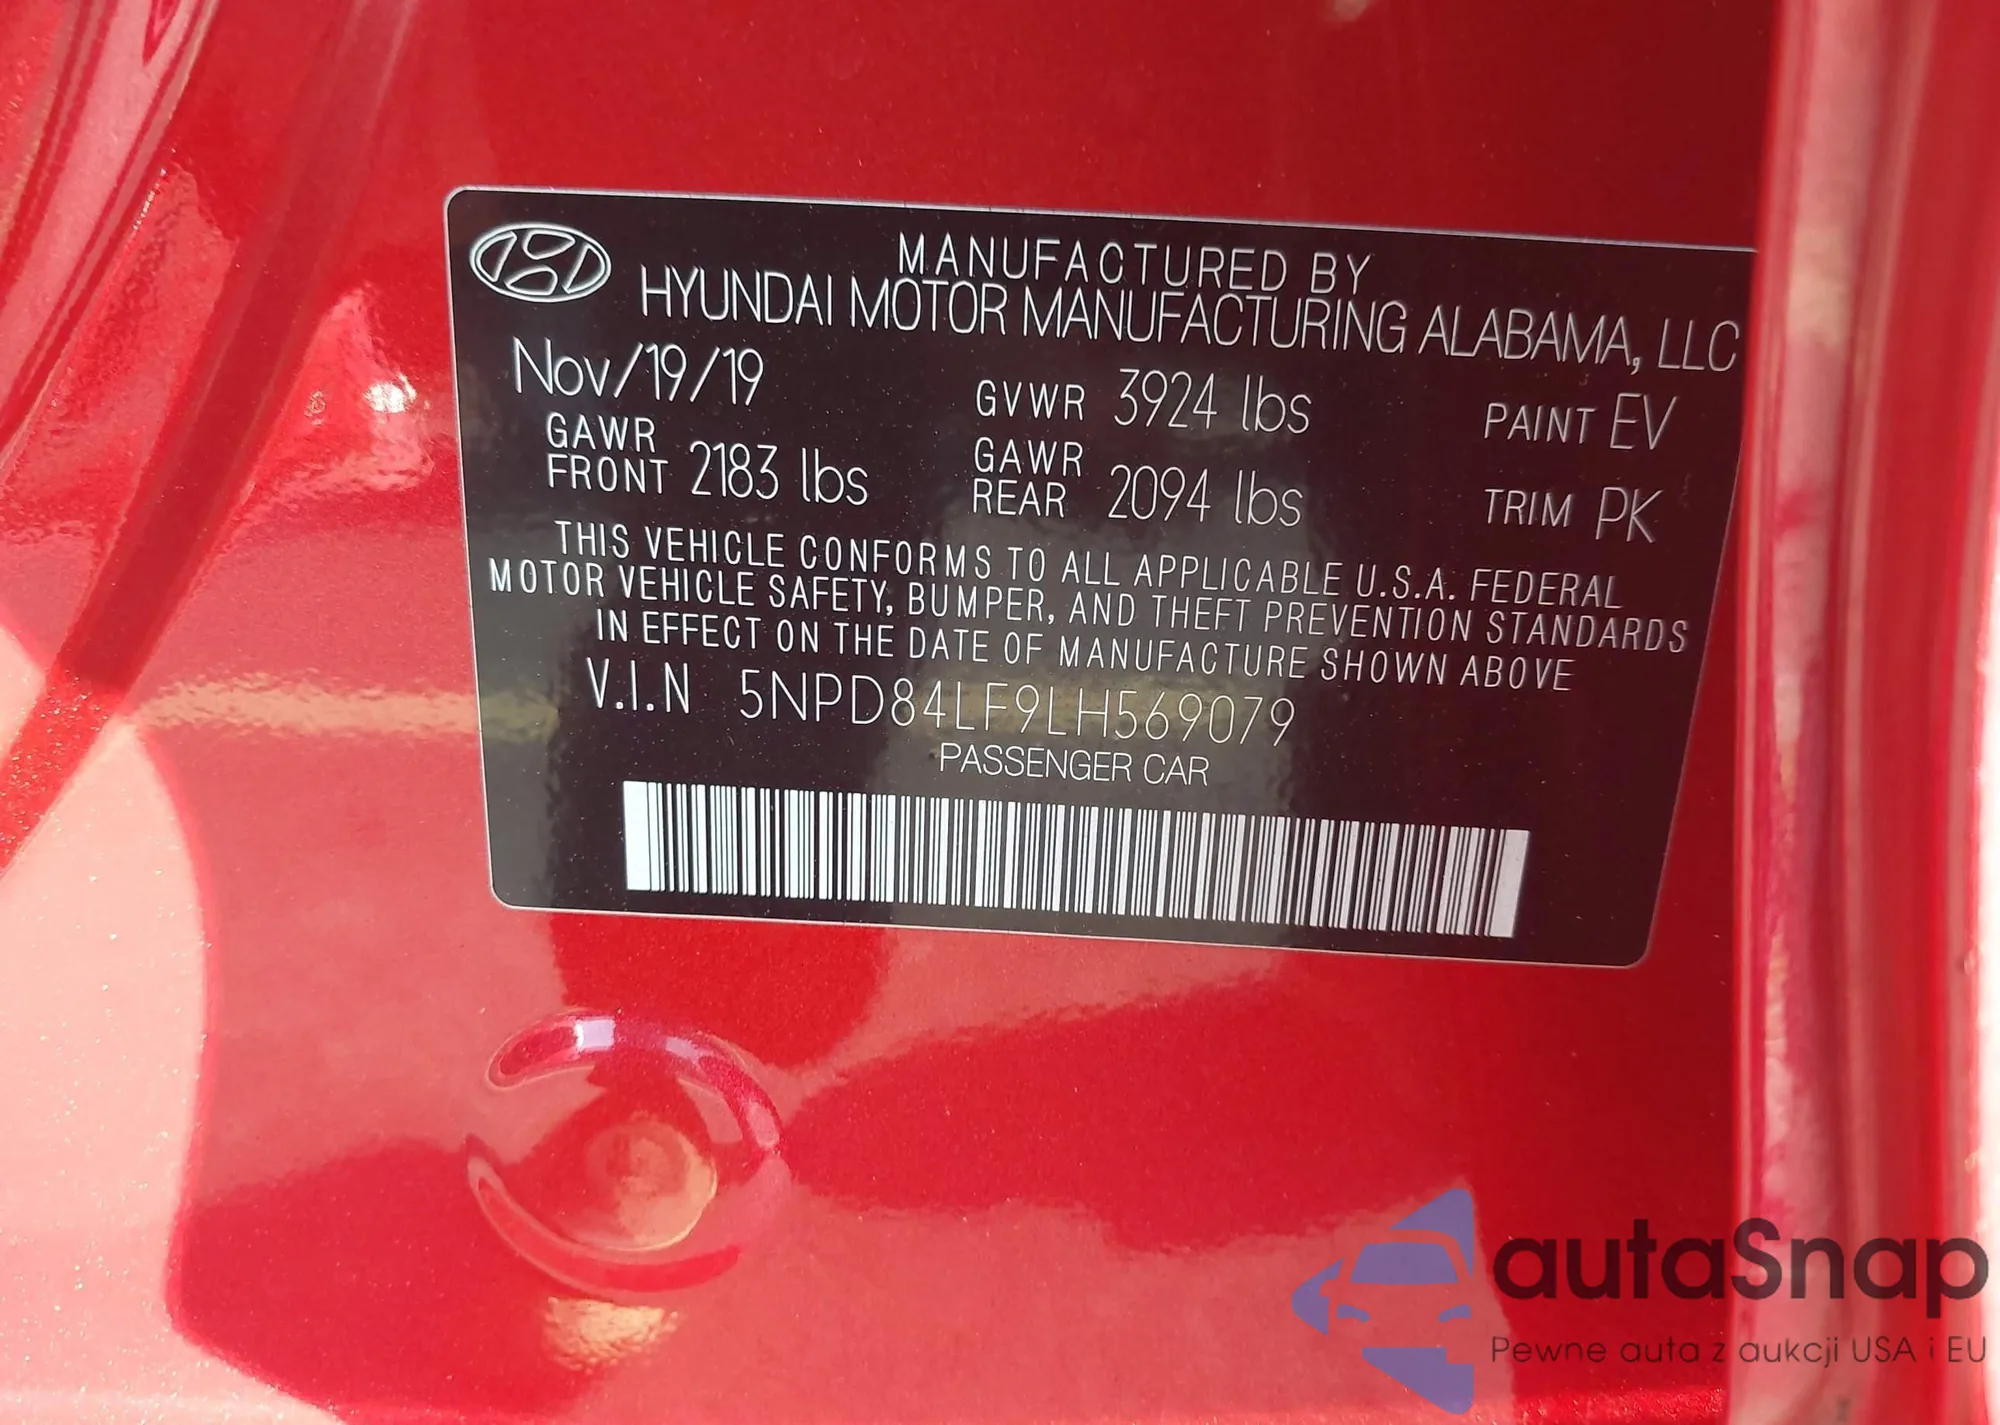 MANUFACTURED BY
HYUNDAI MOTOR MANUFACTURING ALABAMA, LLC
Nov/19/19 GVWR 3924 lbs PAINT EV
GAWR FRONT 2183 lbs GAWR REAR 2094 lbs TRIM PK
THIS VEHICLE CONFORMS TO ALL APPLICABLE U.S.A. FEDERAL
MOTOR VEHICLE SAFETY, BUMPER, AND THEFT PREVENTION STANDARDS
IN EFFECT ON THE DATE OF MANUFACTURE SHOWN ABOVE
V.I.N 5NPD84LF9LH569079
PASSENGER CAR
autaSnap
Pewne auta z aukcji USA i EU